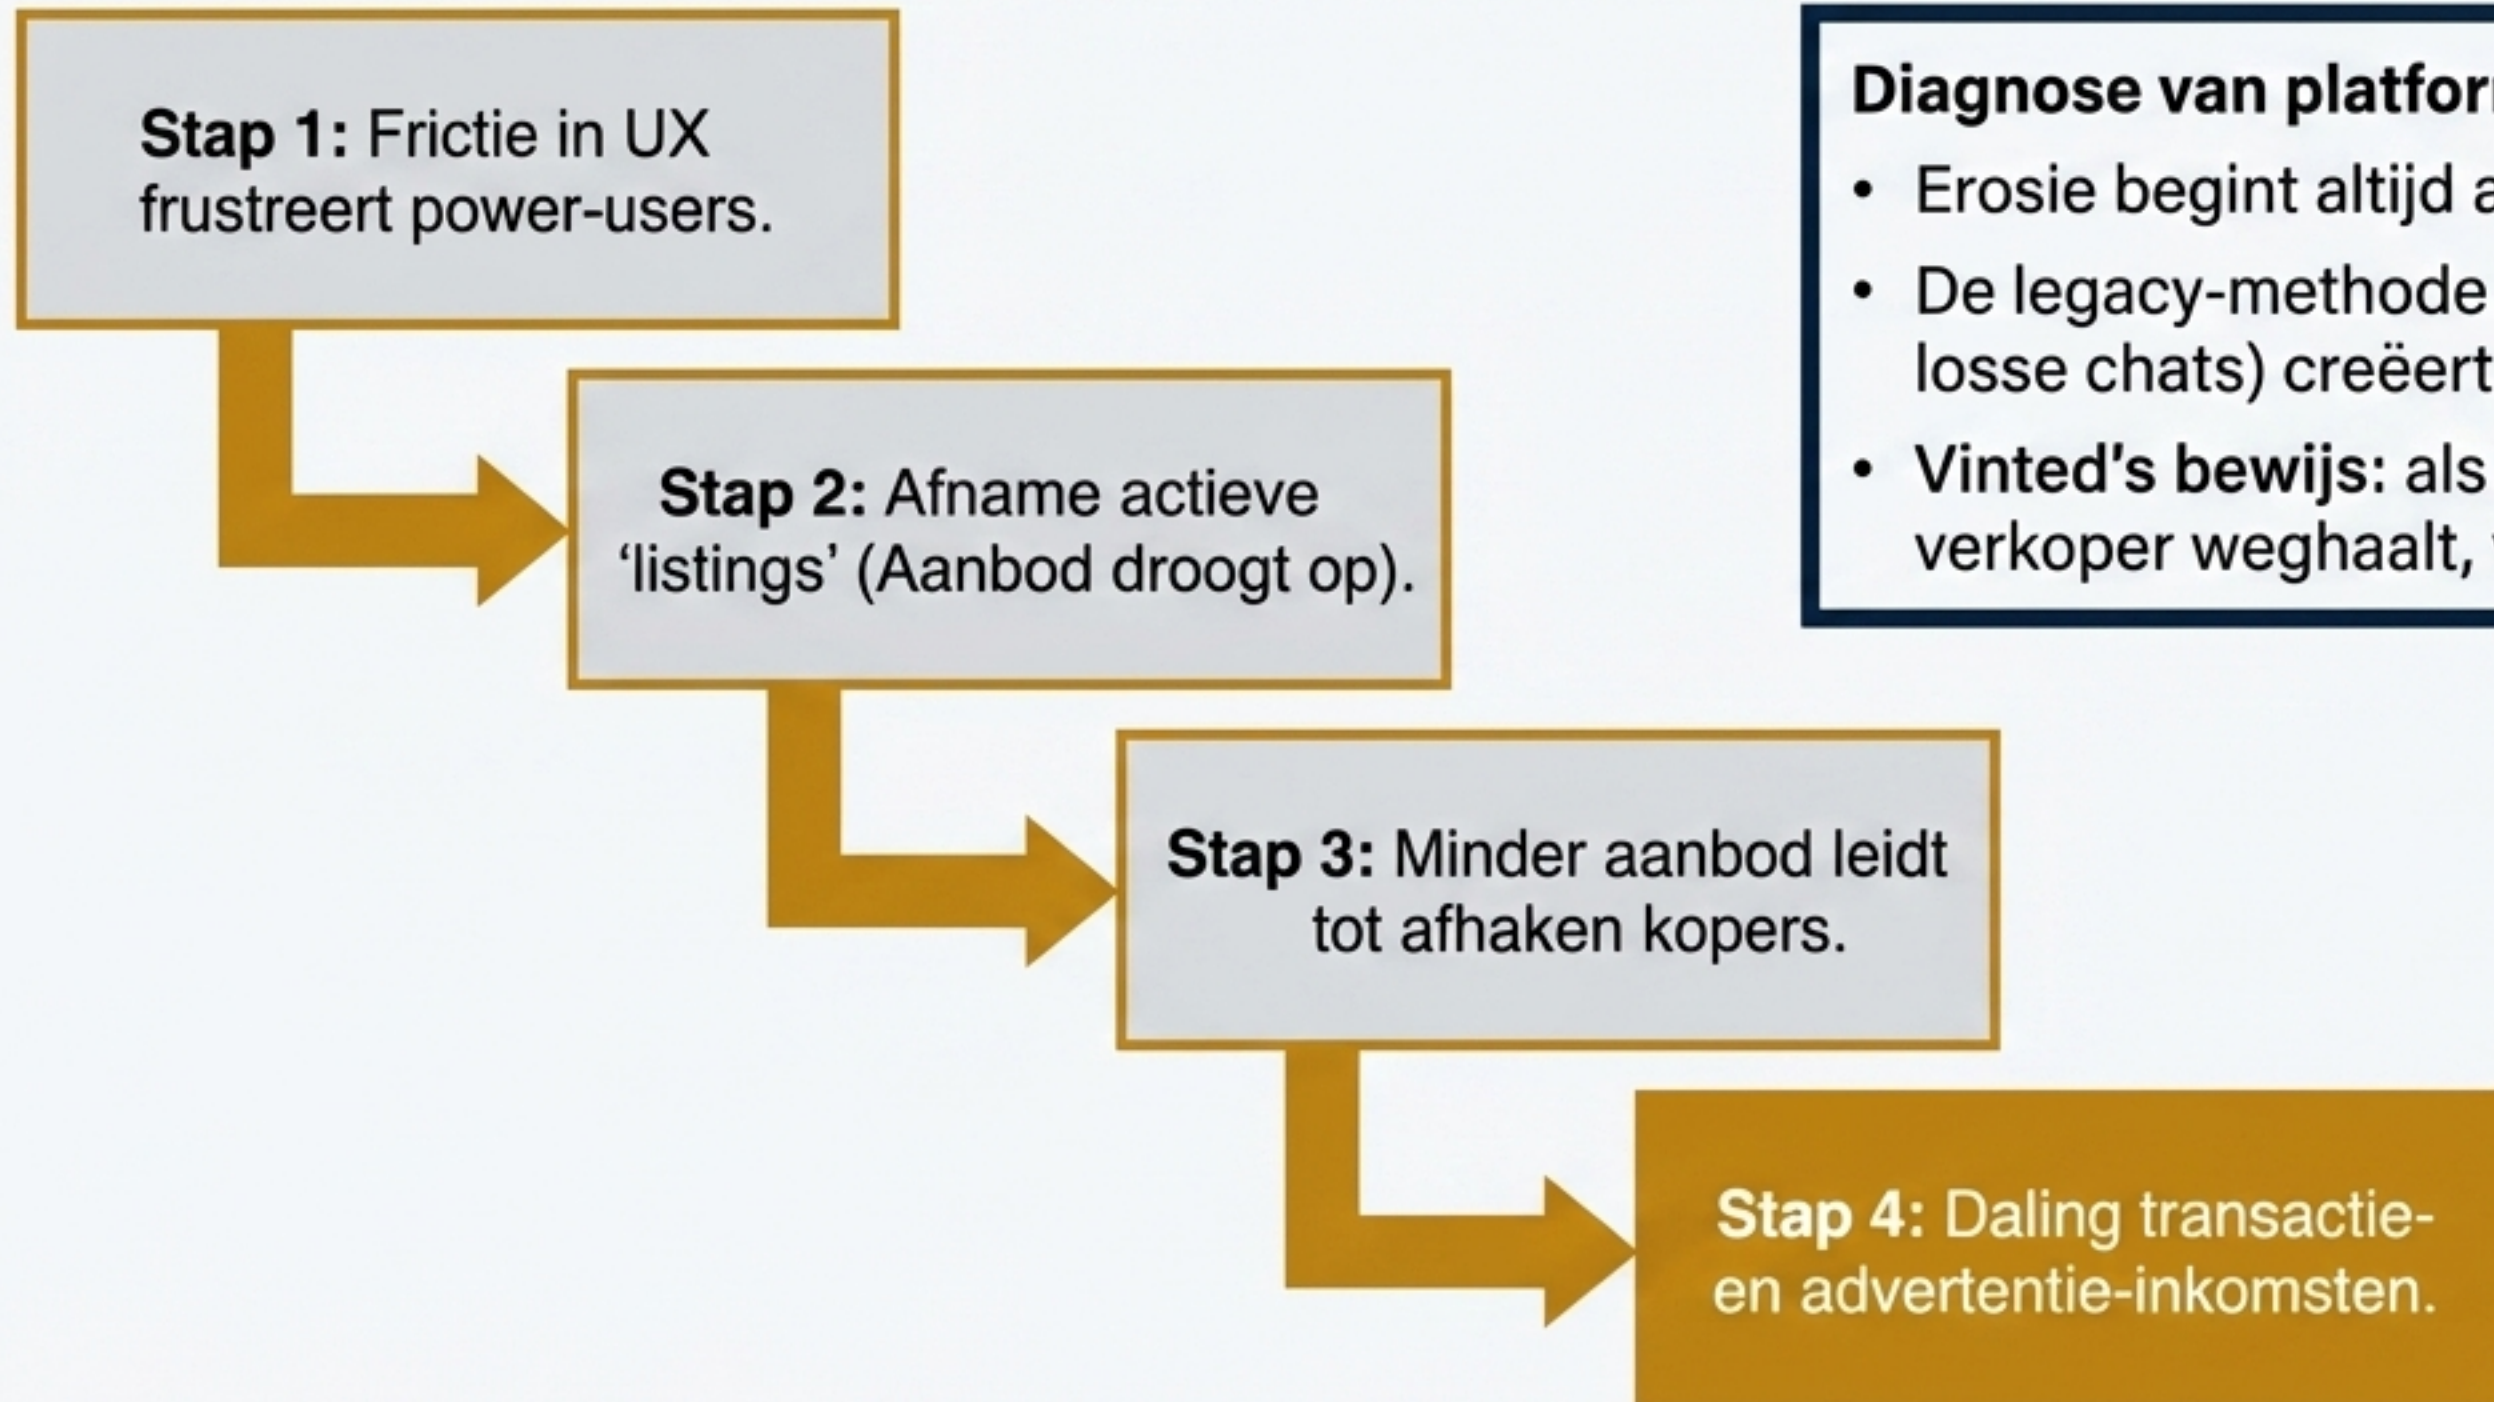 Stap 1: Frictie in UX
frustreert power-users.
Stap 2: Afname actieve
‘listings’ (Aanbod droogt op).
Stap 3: Minder aanbod leidt
tot afhaken kopers.
Stap 4: Daling transactie-
en advertentie-inkomsten.
Diagnose van
• Erosie begint altijd
• De legacy-methode
losse chats) creëert
• Vinted’s bewijs: als
verkoper weghaalt,